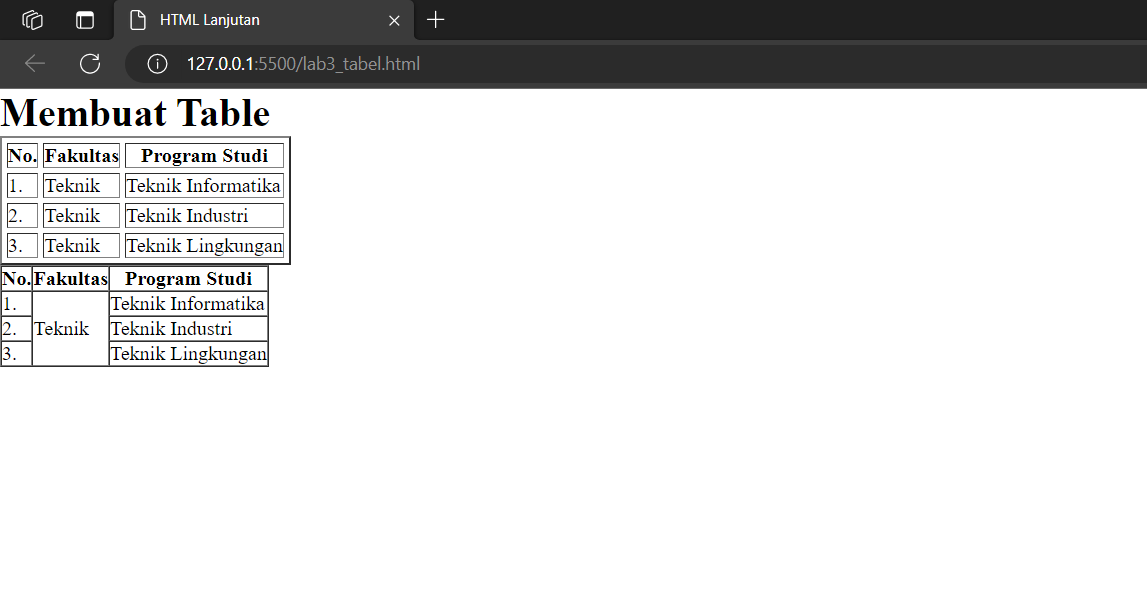 HTML Lanjutan
127.0.0.1:5500/lab3_tabel.html
Membuat Table
No. Fakultas Program Studi
1. Teknik Teknik Informatika
2. Teknik Teknik Industri
3. Teknik Teknik Lingkungan
No. Fakultas Program Studi
1. Teknik Informatika
2. Teknik Teknik Industri
3. Teknik Lingkungan